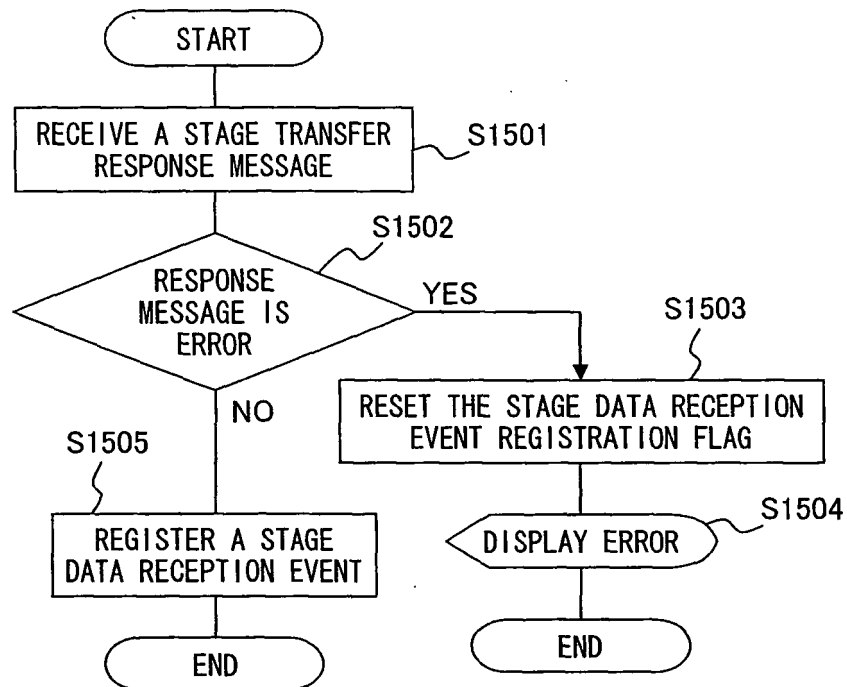 START
RECEIVE A STAGE TRANSFER
RESPONSE MESSAGE
S1501
S1502
RESPONSE
MESSAGE IS
ERROR
YES
S1503
RESET THE STAGE DATA RECEPTION
EVENT REGISTRATION FLAG
NO
S1505
S1504
REGISTER A STAGE
DATA RECEPTION EVENT
DISPLAY ERROR
END
END